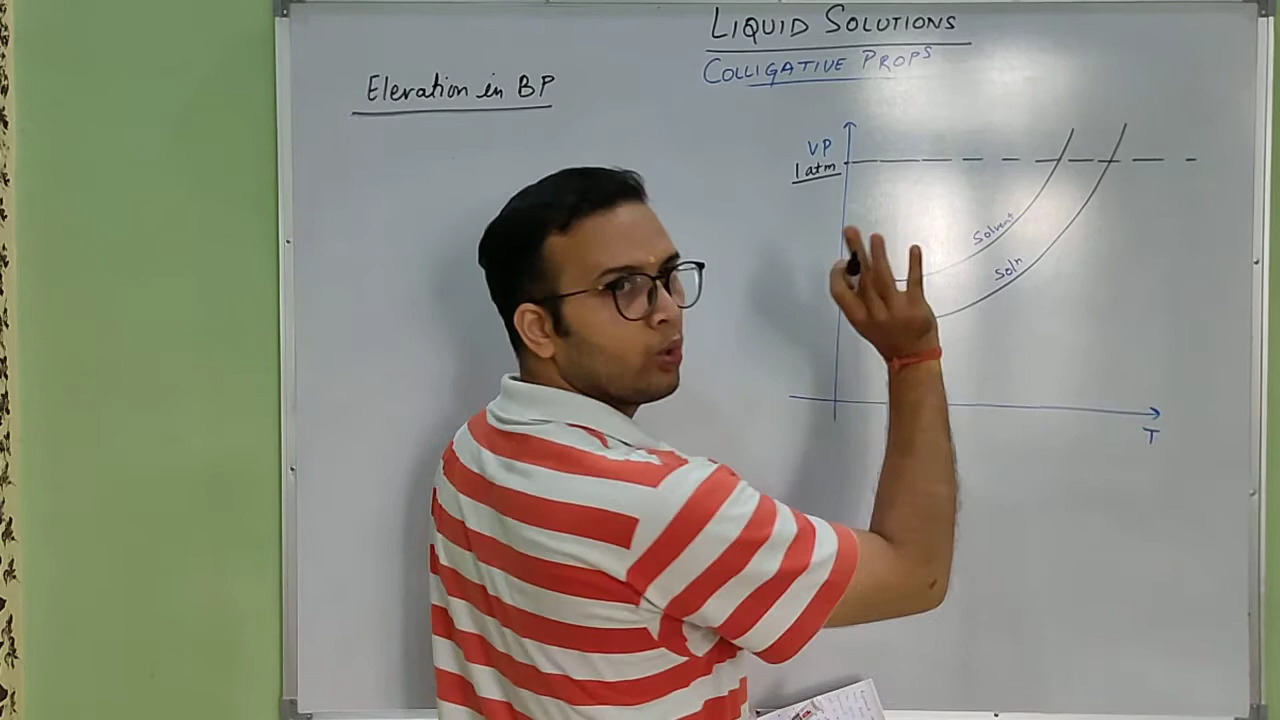 LIQUID SOLUTIONS
COLLIGATIVE PROPS
Elevation in BP
VP
1 atm
Solvent
Solⁿ
T